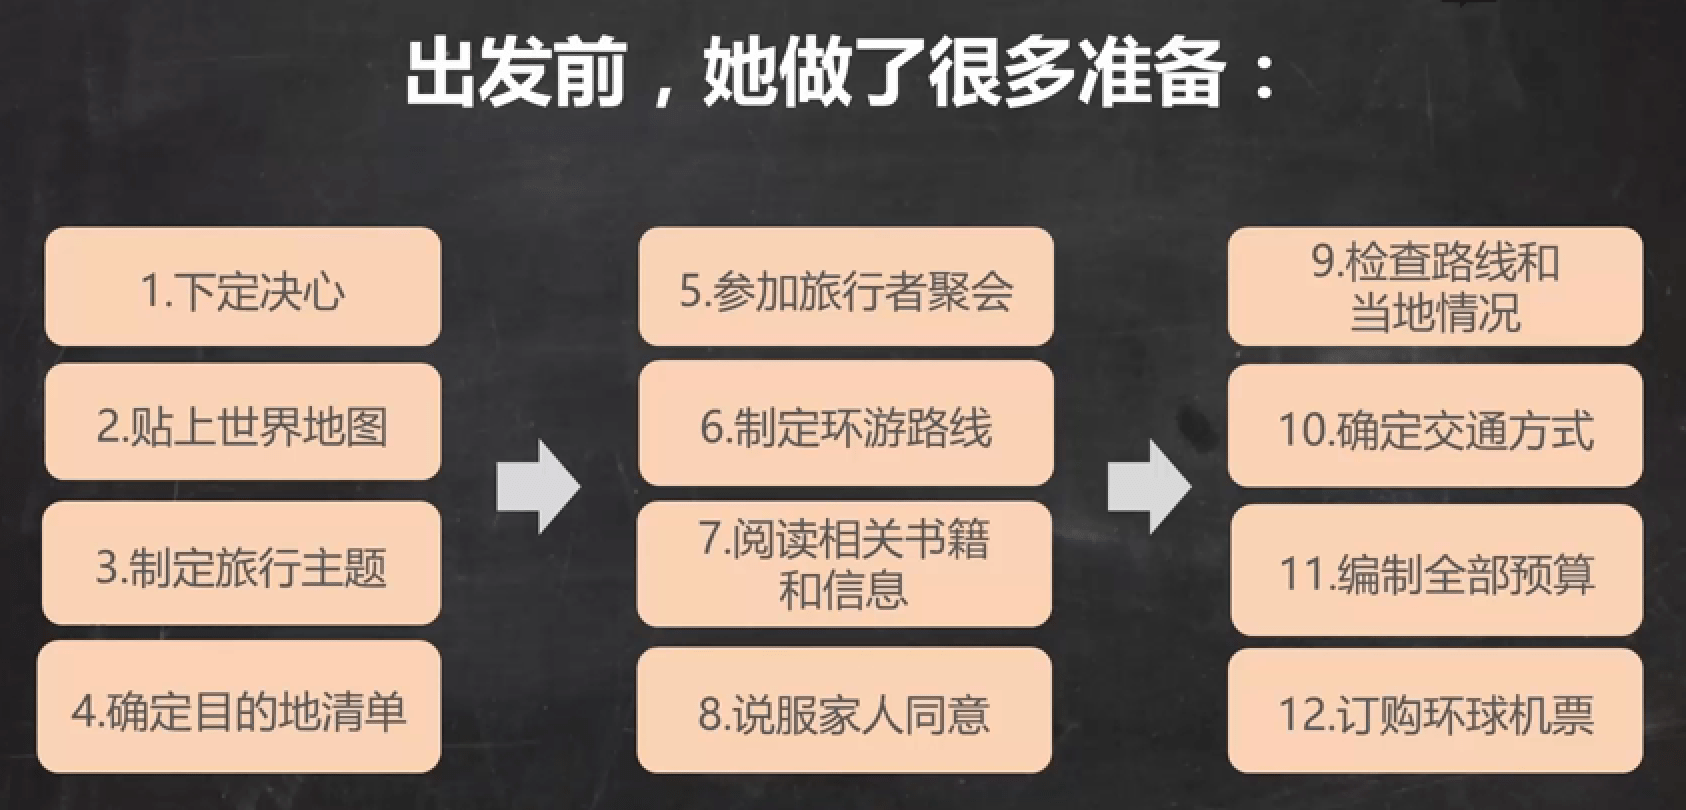 出发前，她做了很多准备：
1.下定决心
2.贴上世界地图
3.制定旅行主题
4.确定目的地清单
5.参加旅行者聚会
6.制定环游路线
7.阅读相关书籍
和信息
8.说服家人同意
9.检查路线和
当地情况
10.确定交通方式
11.编制全部预算
12.订购环球机票